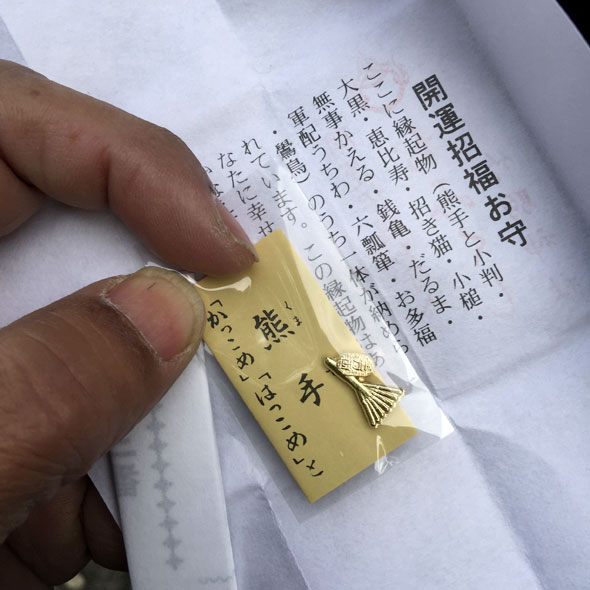 開運招福お守
ここに縁起物(熊手と小判・
大黒・恵比寿・招き猫・小槌・
無事かえる・銭亀・だるま・
軍配うちわ・六瓢箪・お多福
・鷽鳥)のうち一体が納めら
れています。この縁起物はあ
なたに幸せ
くま
熊手
「かっこめ」「はっこめ」と